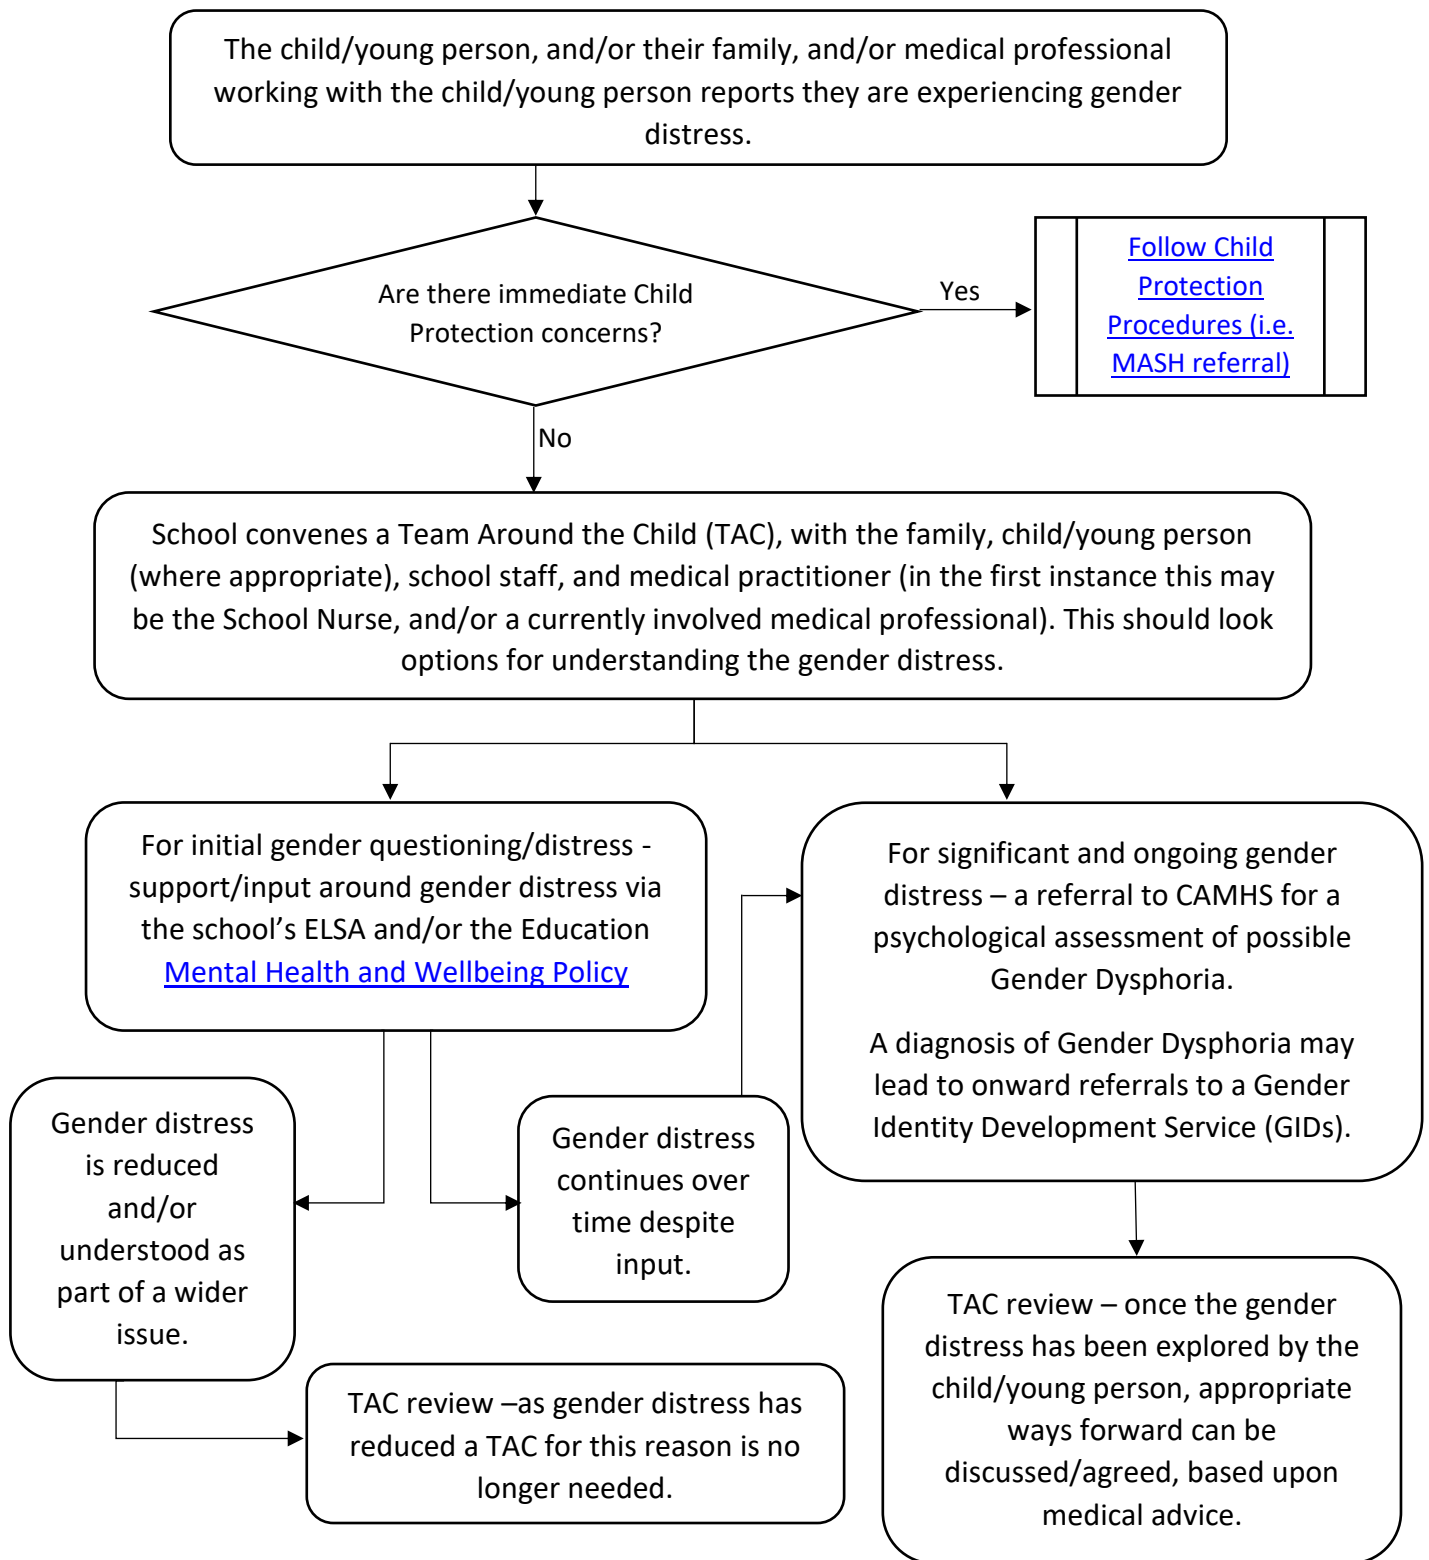 The child/young person, and/or their family, and/or medical professional
working with the child/young person reports they are experiencing gender
distress.
Are there immediate Child
Protection concerns?
Yes
Follow Child
Protection
Procedures (i.e.
MASH referral)
No
School convenes a Team Around the Child (TAC), with the family, child/young person
(where appropriate), school staff, and medical practitioner (in the first instance this may
be the School Nurse, and/or a currently involved medical professional). This should look
options for understanding the gender distress.
For initial gender questioning/distress -
support/input around gender distress via
the school’s ELSA and/or the Education
Mental Health and Wellbeing Policy
For significant and ongoing gender
distress – a referral to CAMHS for a
psychological assessment of possible
Gender Dysphoria.
A diagnosis of Gender Dysphoria may
lead to onward referrals to a Gender
Identity Development Service (GIDs).
Gender distress
is reduced
and/or
understood as
part of a wider
issue.
Gender distress
continues over
time despite
input.
TAC review –as gender distress has
reduced a TAC for this reason is no
longer needed.
TAC review – once the gender
distress has been explored by the
child/young person, appropriate
ways forward can be
discussed/agreed, based upon
medical advice.